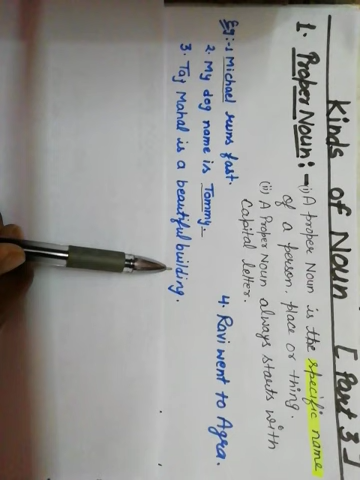 Kinds of Noun [Part 3]
1. Proper Noun:- (i) A proper Noun is the specific name
of a person, place or thing.
(ii) A Proper Noun always starts with
Capital letter.
Eg:-1 Michael runs fast.
2. My dog name is Tommy.
4. Ravi went to Agra.
3. Taj Mahal is a beautiful building.